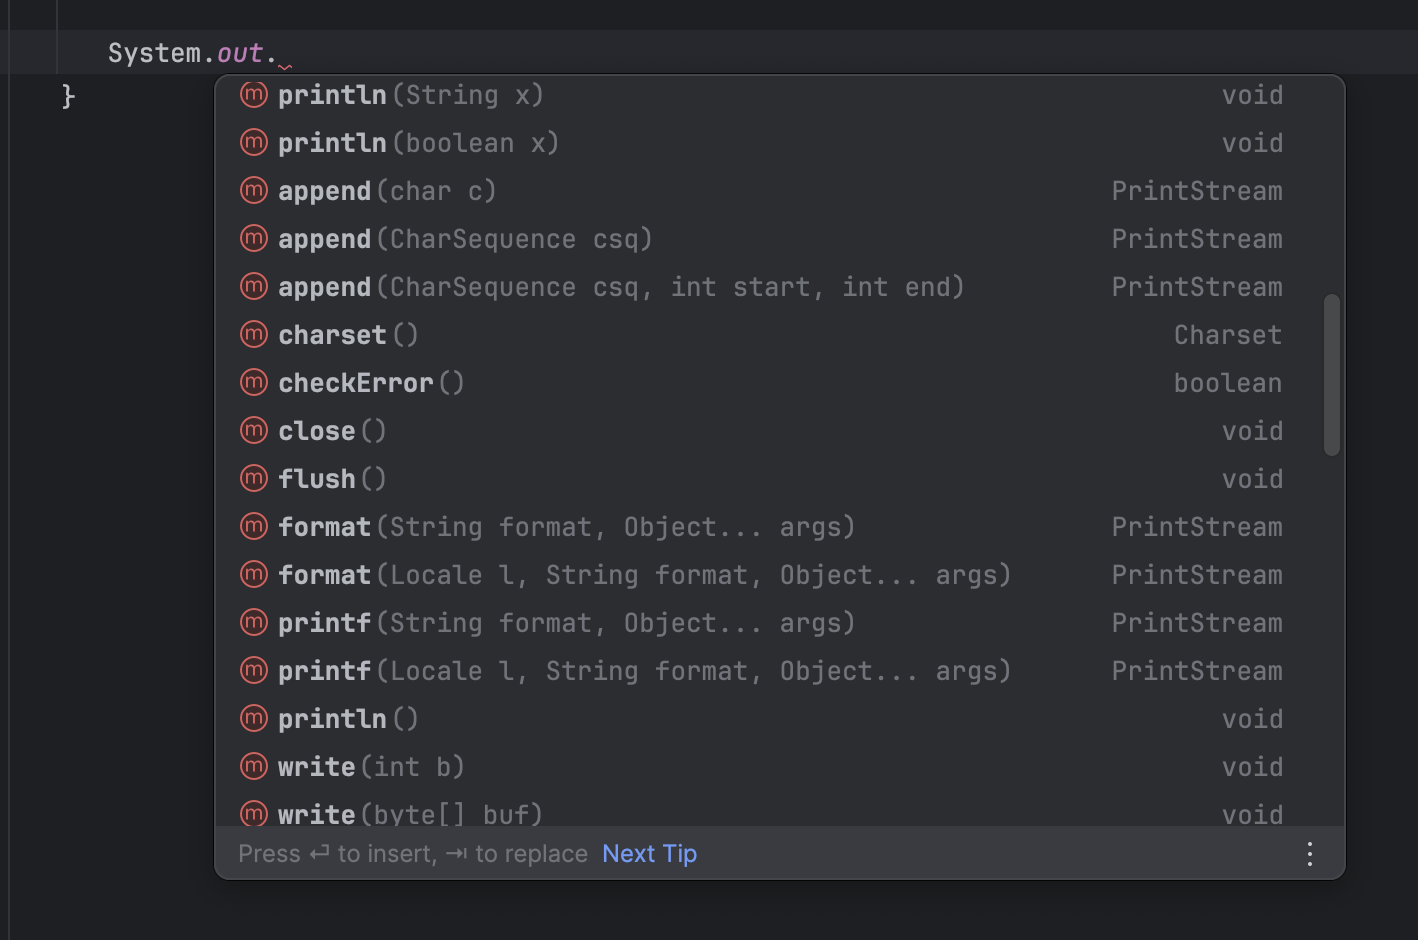 System.out.
}
println(String x) void
println(boolean x) void
append(char c) PrintStream
append(CharSequence csq) PrintStream
append(CharSequence csq, int start, int end) PrintStream
charset() Charset
checkError() boolean
close() void
flush() void
format(String format, Object... args) PrintStream
format(Locale l, String format, Object... args) PrintStream
printf(String format, Object... args) PrintStream
printf(Locale l, String format, Object... args) PrintStream
println() void
write(int b) void
write(byte[] buf) void
Press ⏎ to insert, ⇥ to replace Next Tip